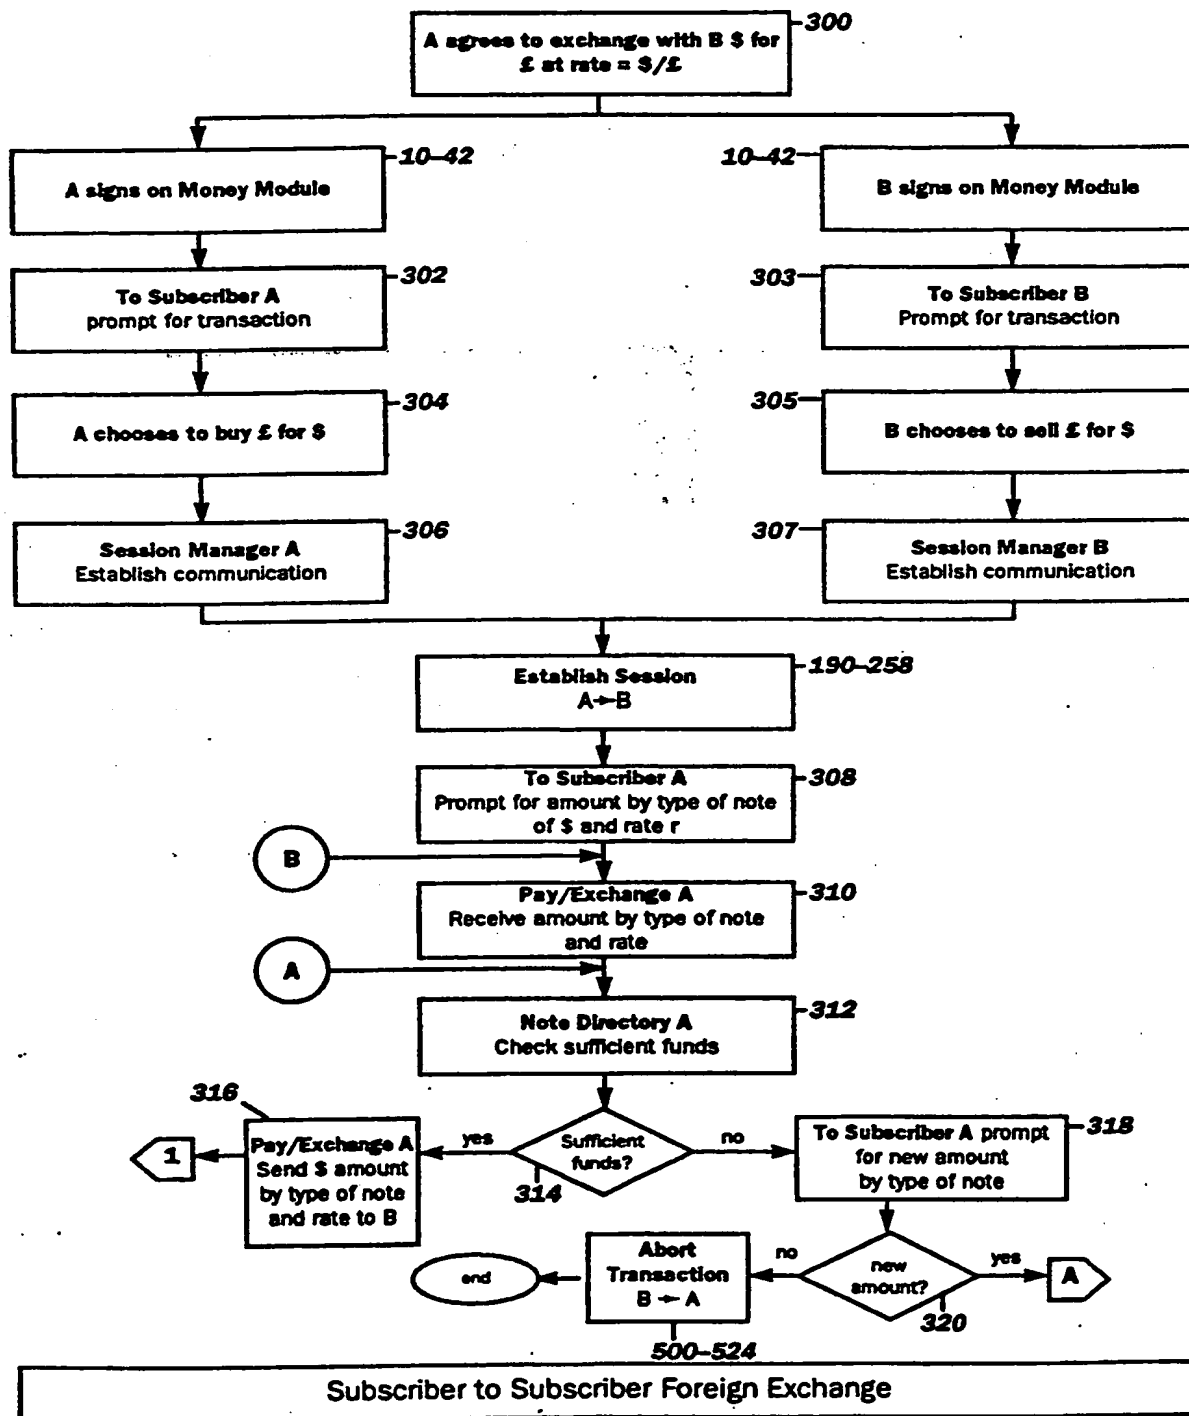 300
A agrees to exchange with B $ for
£ at rate = $/£
10-42
A signs on Money Module
10-42
B signs on Money Module
302
To Subscriber A
prompt for transaction
303
To Subscriber B
Prompt for transaction
304
A chooses to buy £ for $
305
B chooses to sell £ for $
306
Session Manager A
Establish communication
307
Session Manager B
Establish communication
190-258
Establish Session
A→B
308
To Subscriber A
Prompt for amount by type of note
of $ and rate r
B
310
Pay/Exchange A
Receive amount by type of note
and rate
A
312
Note Directory A
Check sufficient funds
316
1
Pay/Exchange A
Send $ amount
by type of note
and rate to B
yes
Sufficient
funds?
314
no
To Subscriber A prompt
for new amount
by type of note
318
end
Abort
Transaction
B → A
500-524
no
new
amount?
320
yes
A
Subscriber to Subscriber Foreign Exchange